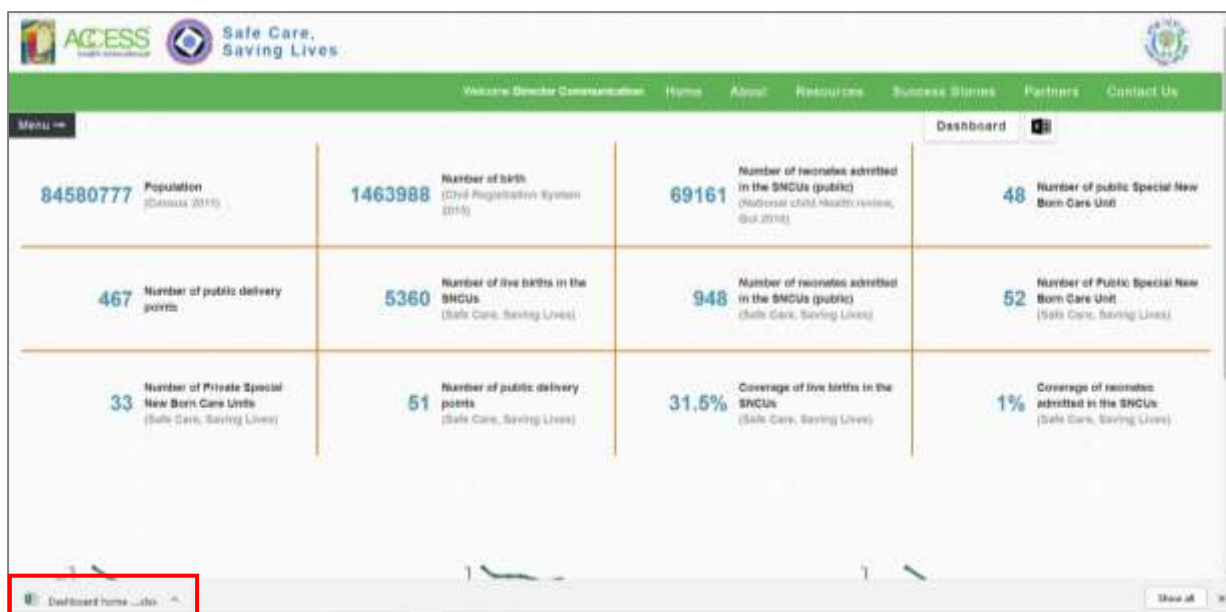 ACCESS
Safe Care,
Saving Lives
Welcome Director Communication Home About Resources Success Stories Partners Contact Us
Menu
Dashboard
84580777 Population
(Census 2011)
1463988 Number of birth
(Civil Registration System
2015)
69161 Number of neonates admitted
in the SNCUs (public)
(National child Health review,
48 Number of public Special New
Born Care Unit
467 Number of public delivery
points
5360 Number of live births in the
SNCUs
(Safe Care, Saving Lives)
948 Number of neonates admitted
in the SNCUs (public)
(Safe Care, Saving Lives)
52 Number of Public Special New
Born Care Unit
(Safe Care, Saving Lives)
33 Number of Private Special
New Born Care Units
(Safe Care, Saving Lives)
51 Number of public delivery
points
(Safe Care, Saving Lives)
31.5% Coverage of live births in the
SNCUs
(Safe Care, Saving Lives)
1% Coverage of neonates
admitted in the SNCUs
(Safe Care, Saving Lives)
Dashboard home ....xlsx
Show all